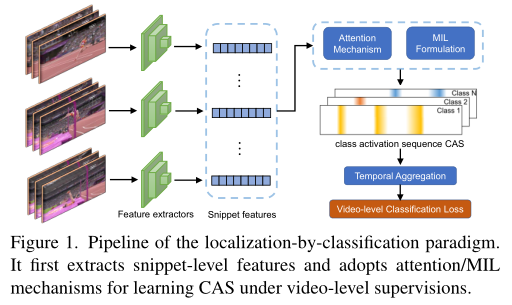 Attention
Mechanism
MIL
Formulation
Class N
Class 2
Class 1
class activation sequence CAS
Temporal Aggregation
Video-level Classification Loss
Feature extractors
Snippet features
Figure 1. Pipeline of the localization-by-classification paradigm.
It first extracts snippet-level features and adopts attention/MIL
mechanisms for learning CAS under video-level supervisions.